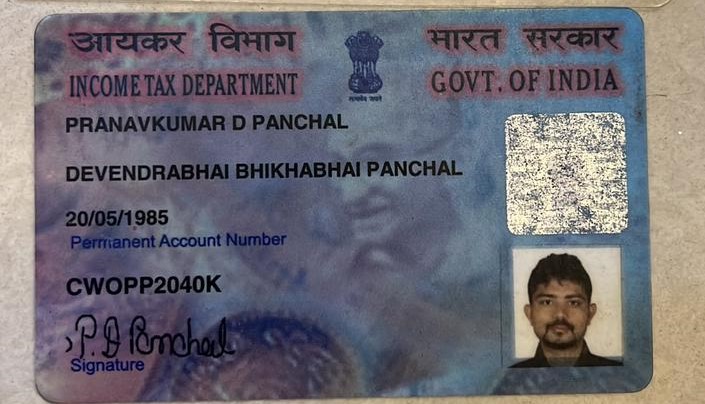 आयकर विभाग
भारत सरकार
INCOME TAX DEPARTMENT
GOVT. OF INDIA
सत्यमेव जयते
PRANAVKUMAR D PANCHAL
DEVENDRABHAI BHIKHABHAI PANCHAL
20/05/1985
Permanent Account Number
CWOPP2040K
P.D Panchal
Signature